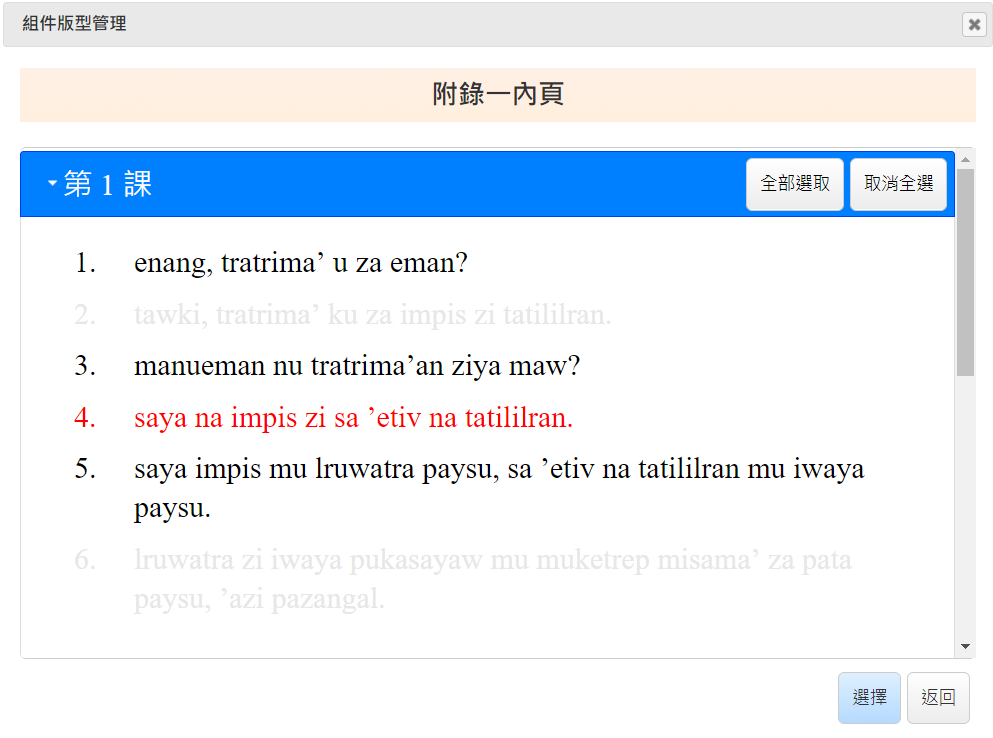 組件版型管理
附錄一內頁
第 1 課
全部選取
取消全選
1. enang, tratrima’ u za eman?
2. tawki, tratrima’ ku za impis zi tatililran.
3. manueman nu tratrima’an ziya maw?
4. saya na impis zi sa ’etiv na tatililran.
5. saya impis mu lruwatra paysu, sa ’etiv na tatililran mu iwaya
paysu.
6. lruwatra zi iwaya pukasayaw mu muketrep misama’ za pata
paysu, ’azi pazangal.
選擇
返回